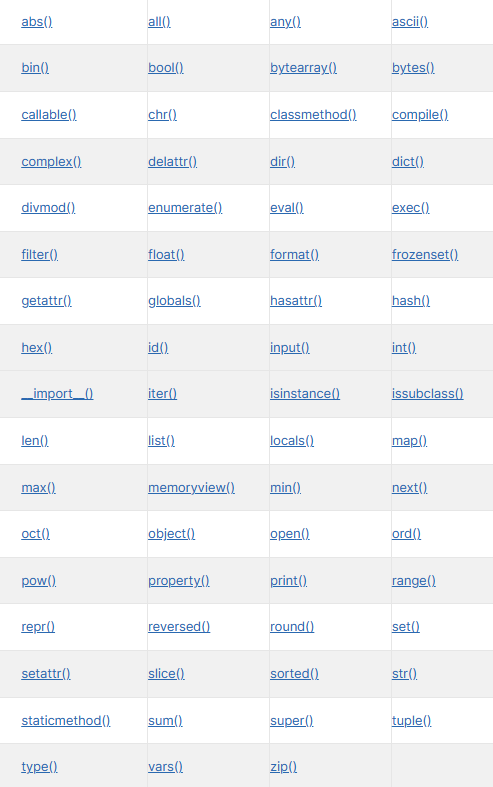 abs() all() any() ascii()
bin() bool() bytearray() bytes()
callable() chr() classmethod() compile()
complex() delattr() dir() dict()
divmod() enumerate() eval() exec()
filter() float() format() frozenset()
getattr() globals() hasattr() hash()
hex() id() input() int()
__import__() iter() isinstance() issubclass()
len() list() locals() map()
max() memoryview() min() next()
oct() object() open() ord()
pow() property() print() range()
repr() reversed() round() set()
setattr() slice() sorted() str()
staticmethod() sum() super() tuple()
type() vars() zip()